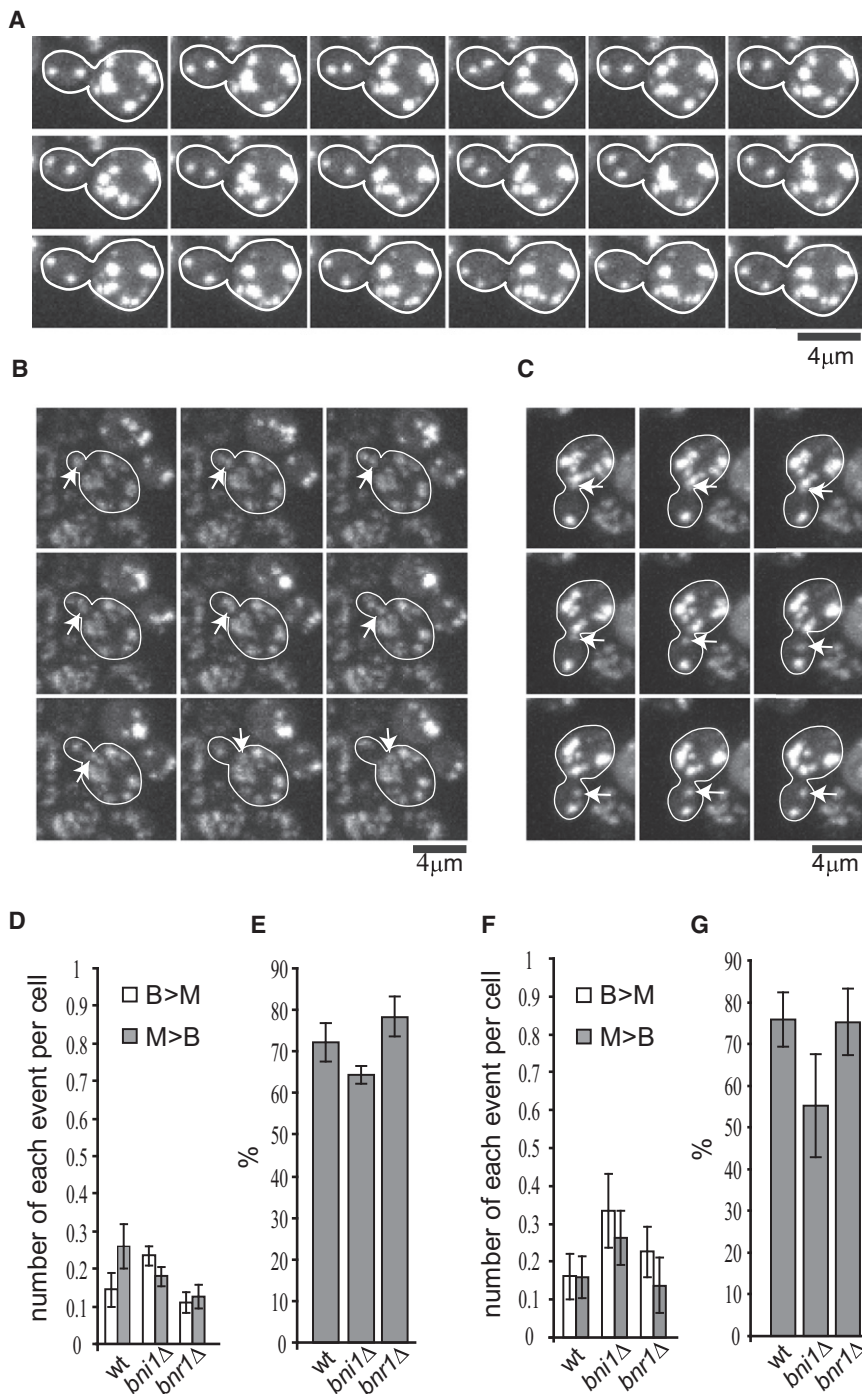 A
4μm
B
C
4μm
4μm
D
E
F
G
number of each event per cell
1
0.9
0.8
0.7
0.6
0.5
0.4
0.3
0.2
0.1
0
B>M
M>B
wt
bni1Δ
bnr1Δ
%
90
80
70
60
50
40
30
20
10
0
wt
bni1Δ
bnr1Δ
number of each event per cell
1
0.9
0.8
0.7
0.6
0.5
0.4
0.3
0.2
0.1
0
B>M
M>B
wt
bni1Δ
bnr1Δ
%
90
80
70
60
50
40
30
20
10
0
wt
bni1Δ
bnr1Δ